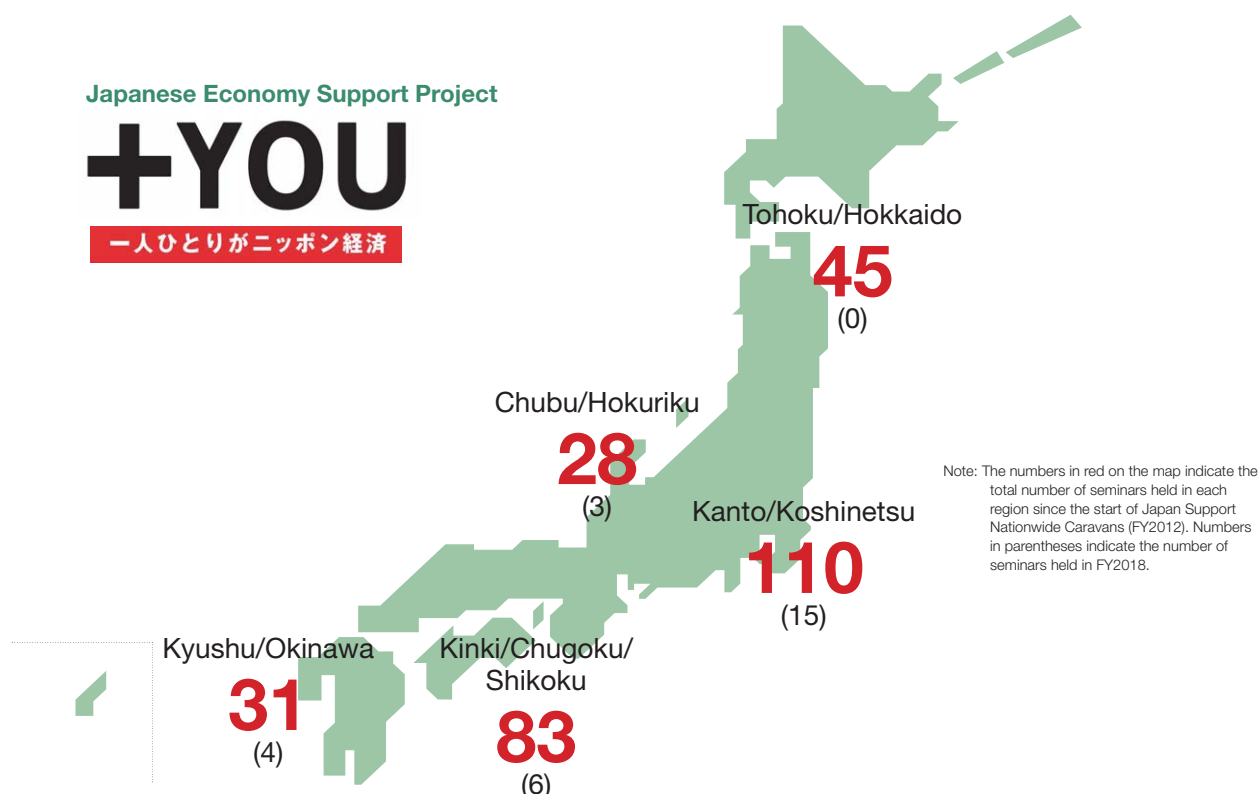 Japanese Economy Support Project
+YOU
一人ひとりがニッポン経済
Tohoku/Hokkaido
45
(0)
Chubu/Hokuriku
28
(3)
Kanto/Koshinetsu
110
(15)
Note: The numbers in red on the map indicate the
total number of seminars held in each
region since the start of Japan Support
Nationwide Caravans (FY2012). Numbers
in parentheses indicate the number of
seminars held in FY2018.
Kyushu/Okinawa
31
(4)
Kinki/Chugoku/
Shikoku
83
(6)